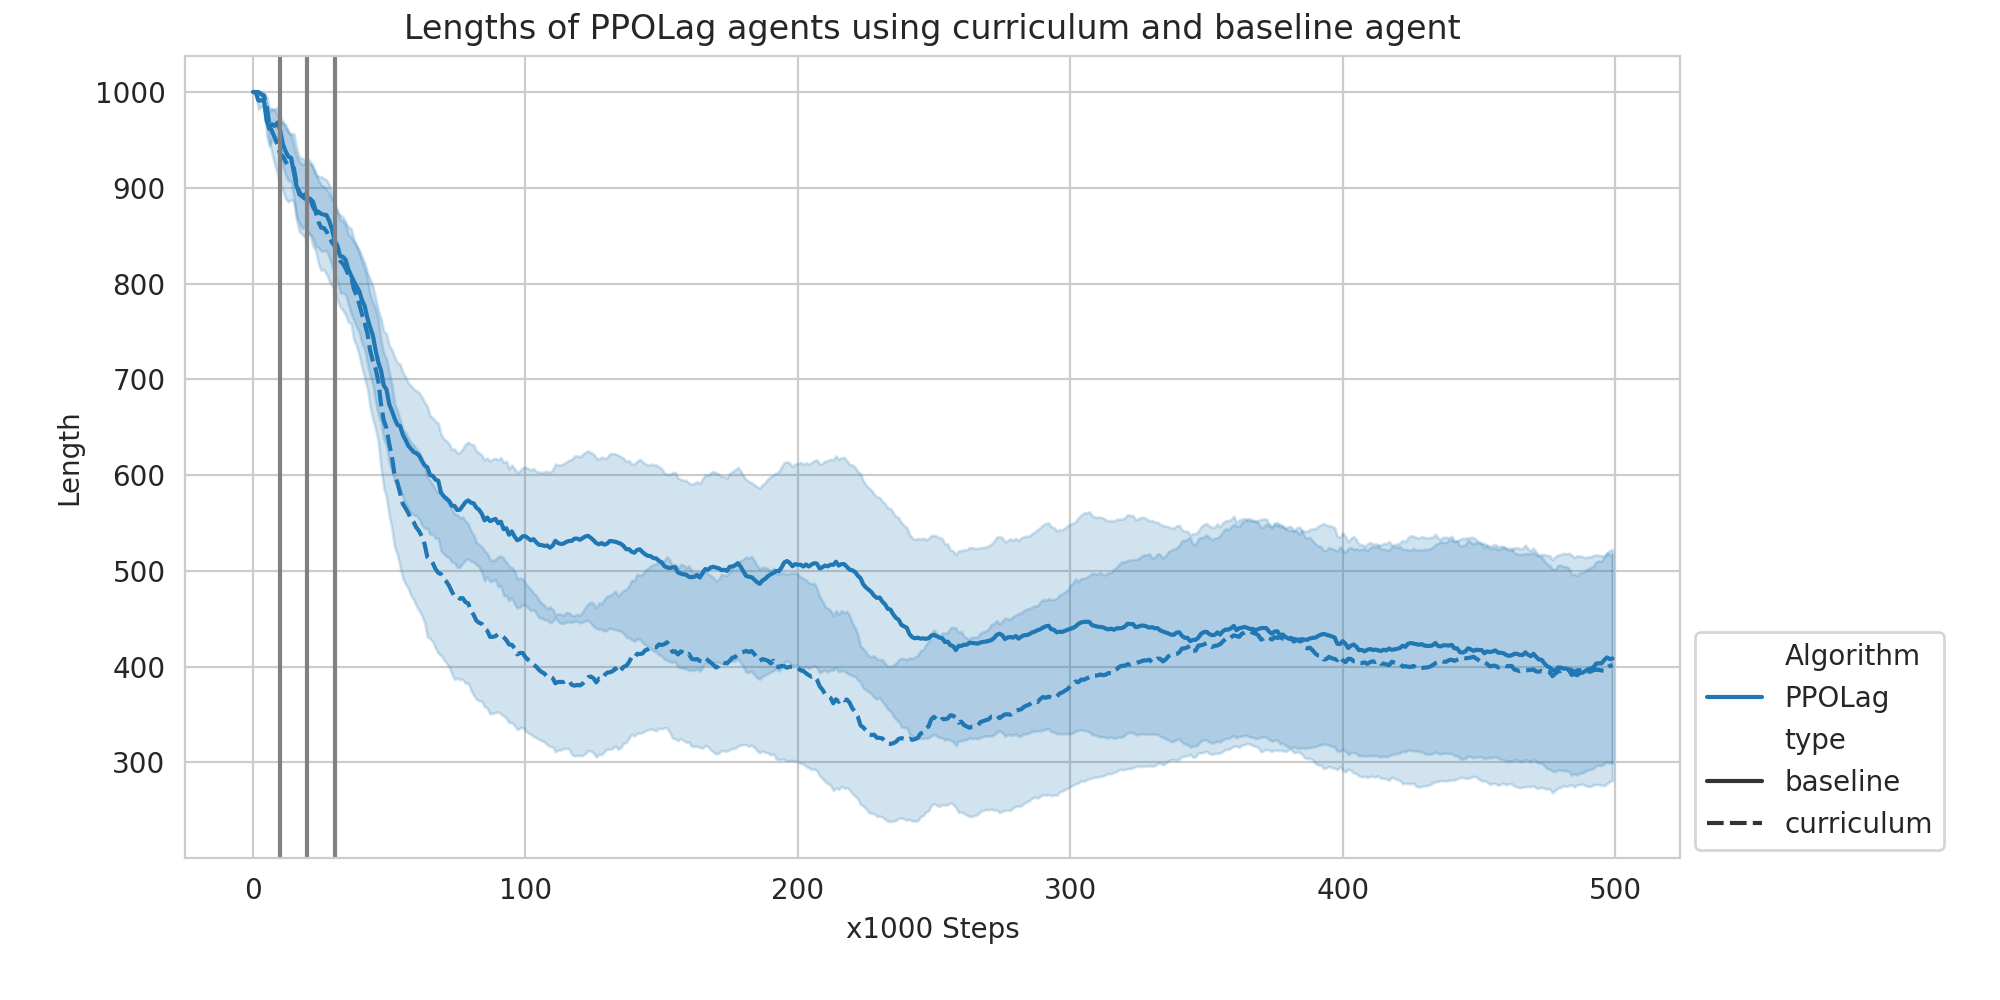 Lengths of PPOLag agents using curriculum and baseline agent
1000
900
800
700
600
500
400
300
Length
0 100 200 300 400 500
x1000 Steps
Algorithm
PPOLag
type
baseline
curriculum